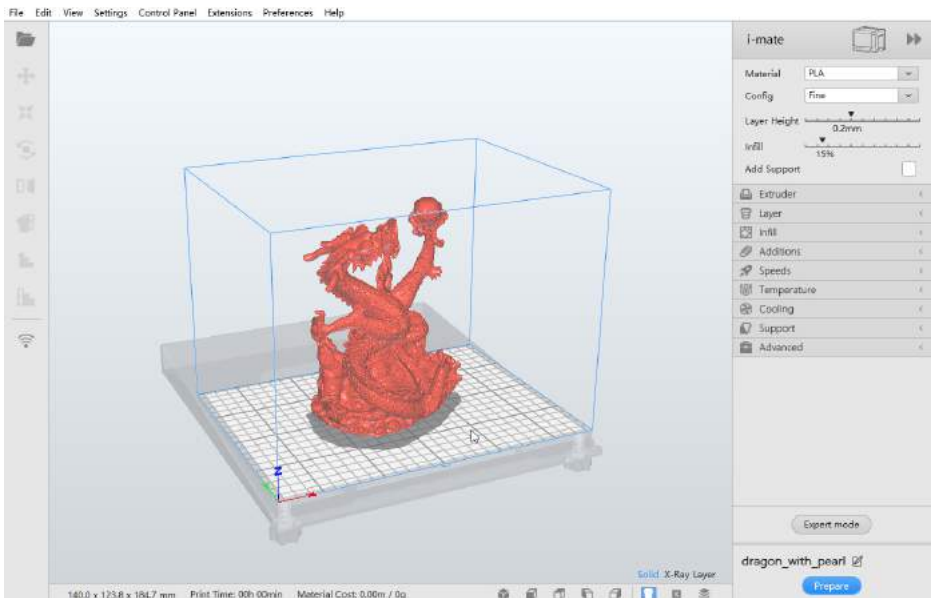 File Edit View Settings Control Panel Extensions Preferences Help
i-mate
Material PLA
Config Fine
Layer Height
0.2mm
Infill
15%
Add Support
Extruder
Layer
Infill
Additions
Speeds
Temperature
Cooling
Support
Advanced
Z
Expert mode
dragon_with_pearl
Solid X-Ray Layer
Prepare
140.0 x 123.8 x 184.7 mm Print Time: 00h 00min Material Cost: 0.00m / 0g